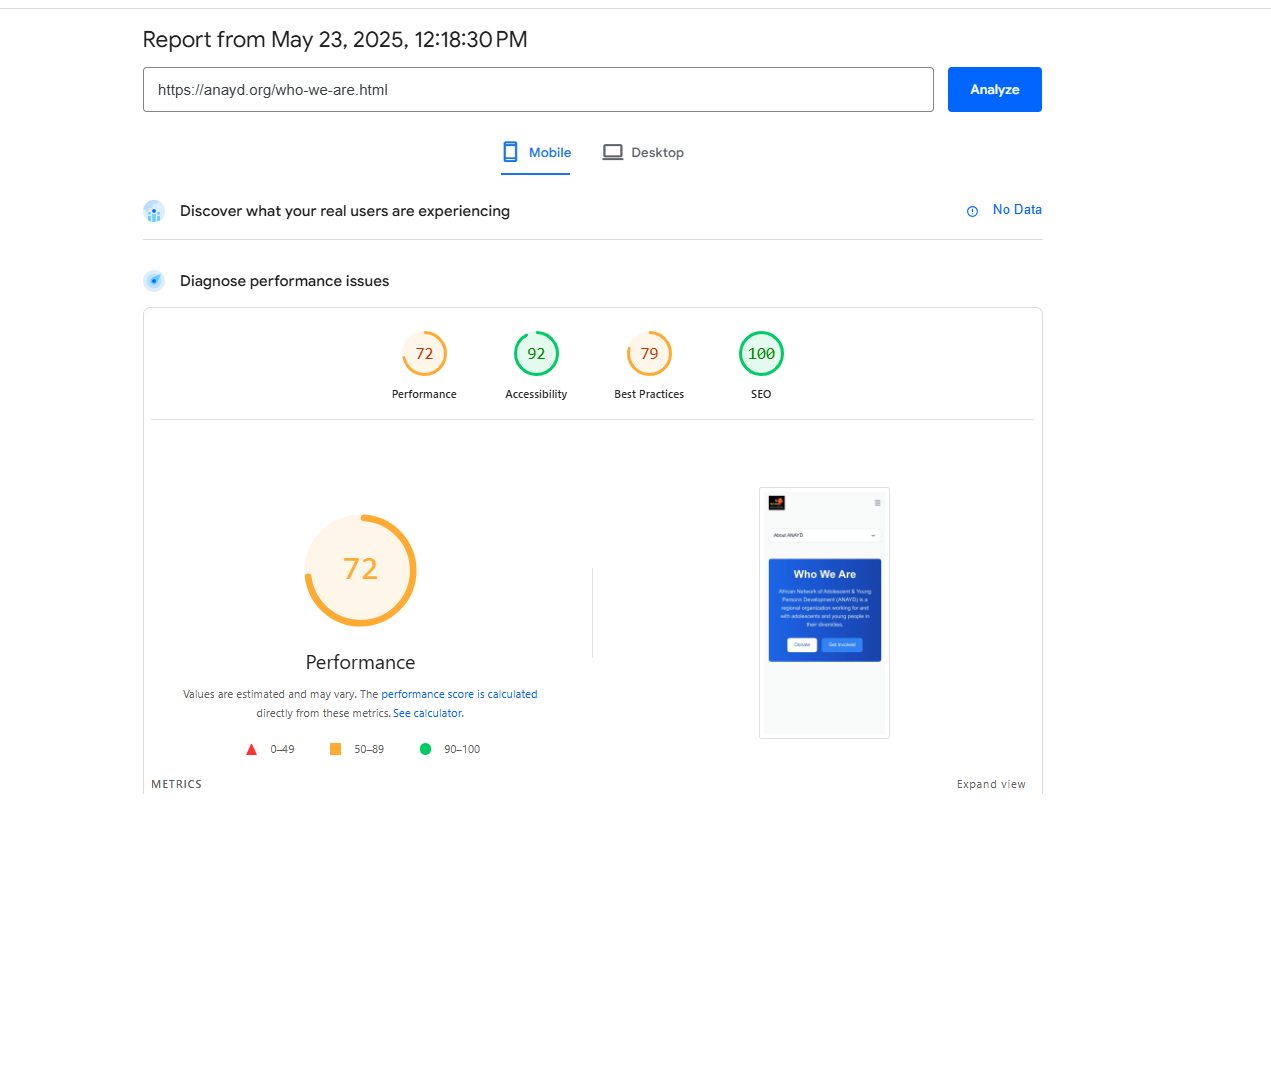 Report from May 23, 2025, 12:18:30 PM
https://anayd.org/who-we-are.html
Analyze
Mobile
Desktop
Discover what your real users are experiencing
No Data
Diagnose performance issues
72
92
79
100
Performance
Accessibility
Best Practices
SEO
72
Performance
Values are estimated and may vary. The performance score is calculated
directly from these metrics. See calculator.
0–49
50–89
90–100
About ANAYD
Who We Are
African Network of Adolescent & Young
Persons Development (ANAYD) is a
regional organization working for and
with adolescents and young people in
their diversities.
Donate
Get Involved
METRICS
Expand view